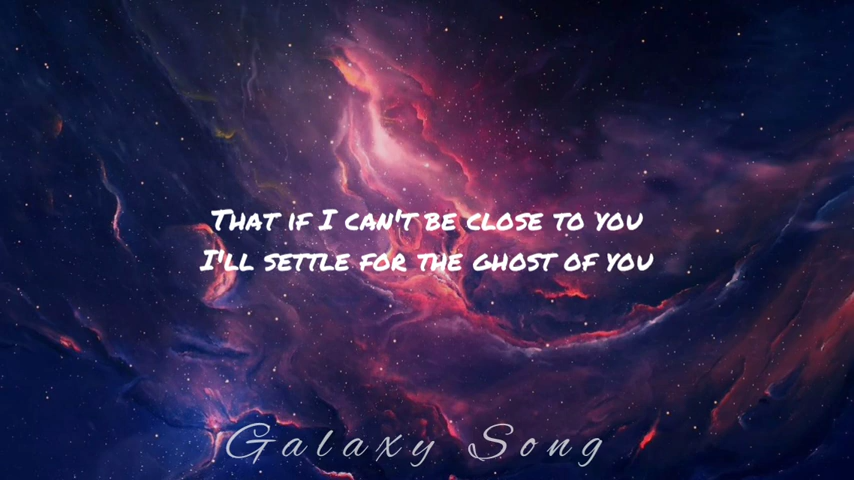 That if I can't be close to you
I'll settle for the ghost of you
Galaxy Song